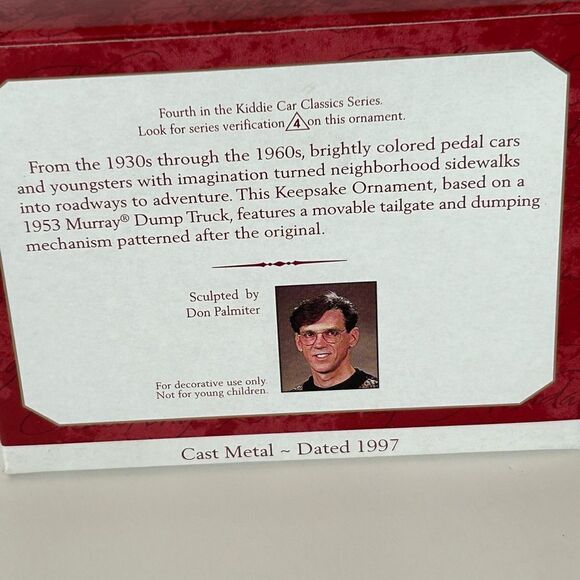 Fourth in the Kiddie Car Classics Series.
Look for series verification 4 on this ornament.
From the 1930s through the 1960s, brightly colored pedal cars
and youngsters with imagination turned neighborhood sidewalks
into roadways to adventure. This Keepsake Ornament, based on a
1953 Murray® Dump Truck, features a movable tailgate and dumping
mechanism patterned after the original.
Sculpted by
Don Palmiter
For decorative use only.
Not for young children.
Cast Metal ~ Dated 1997